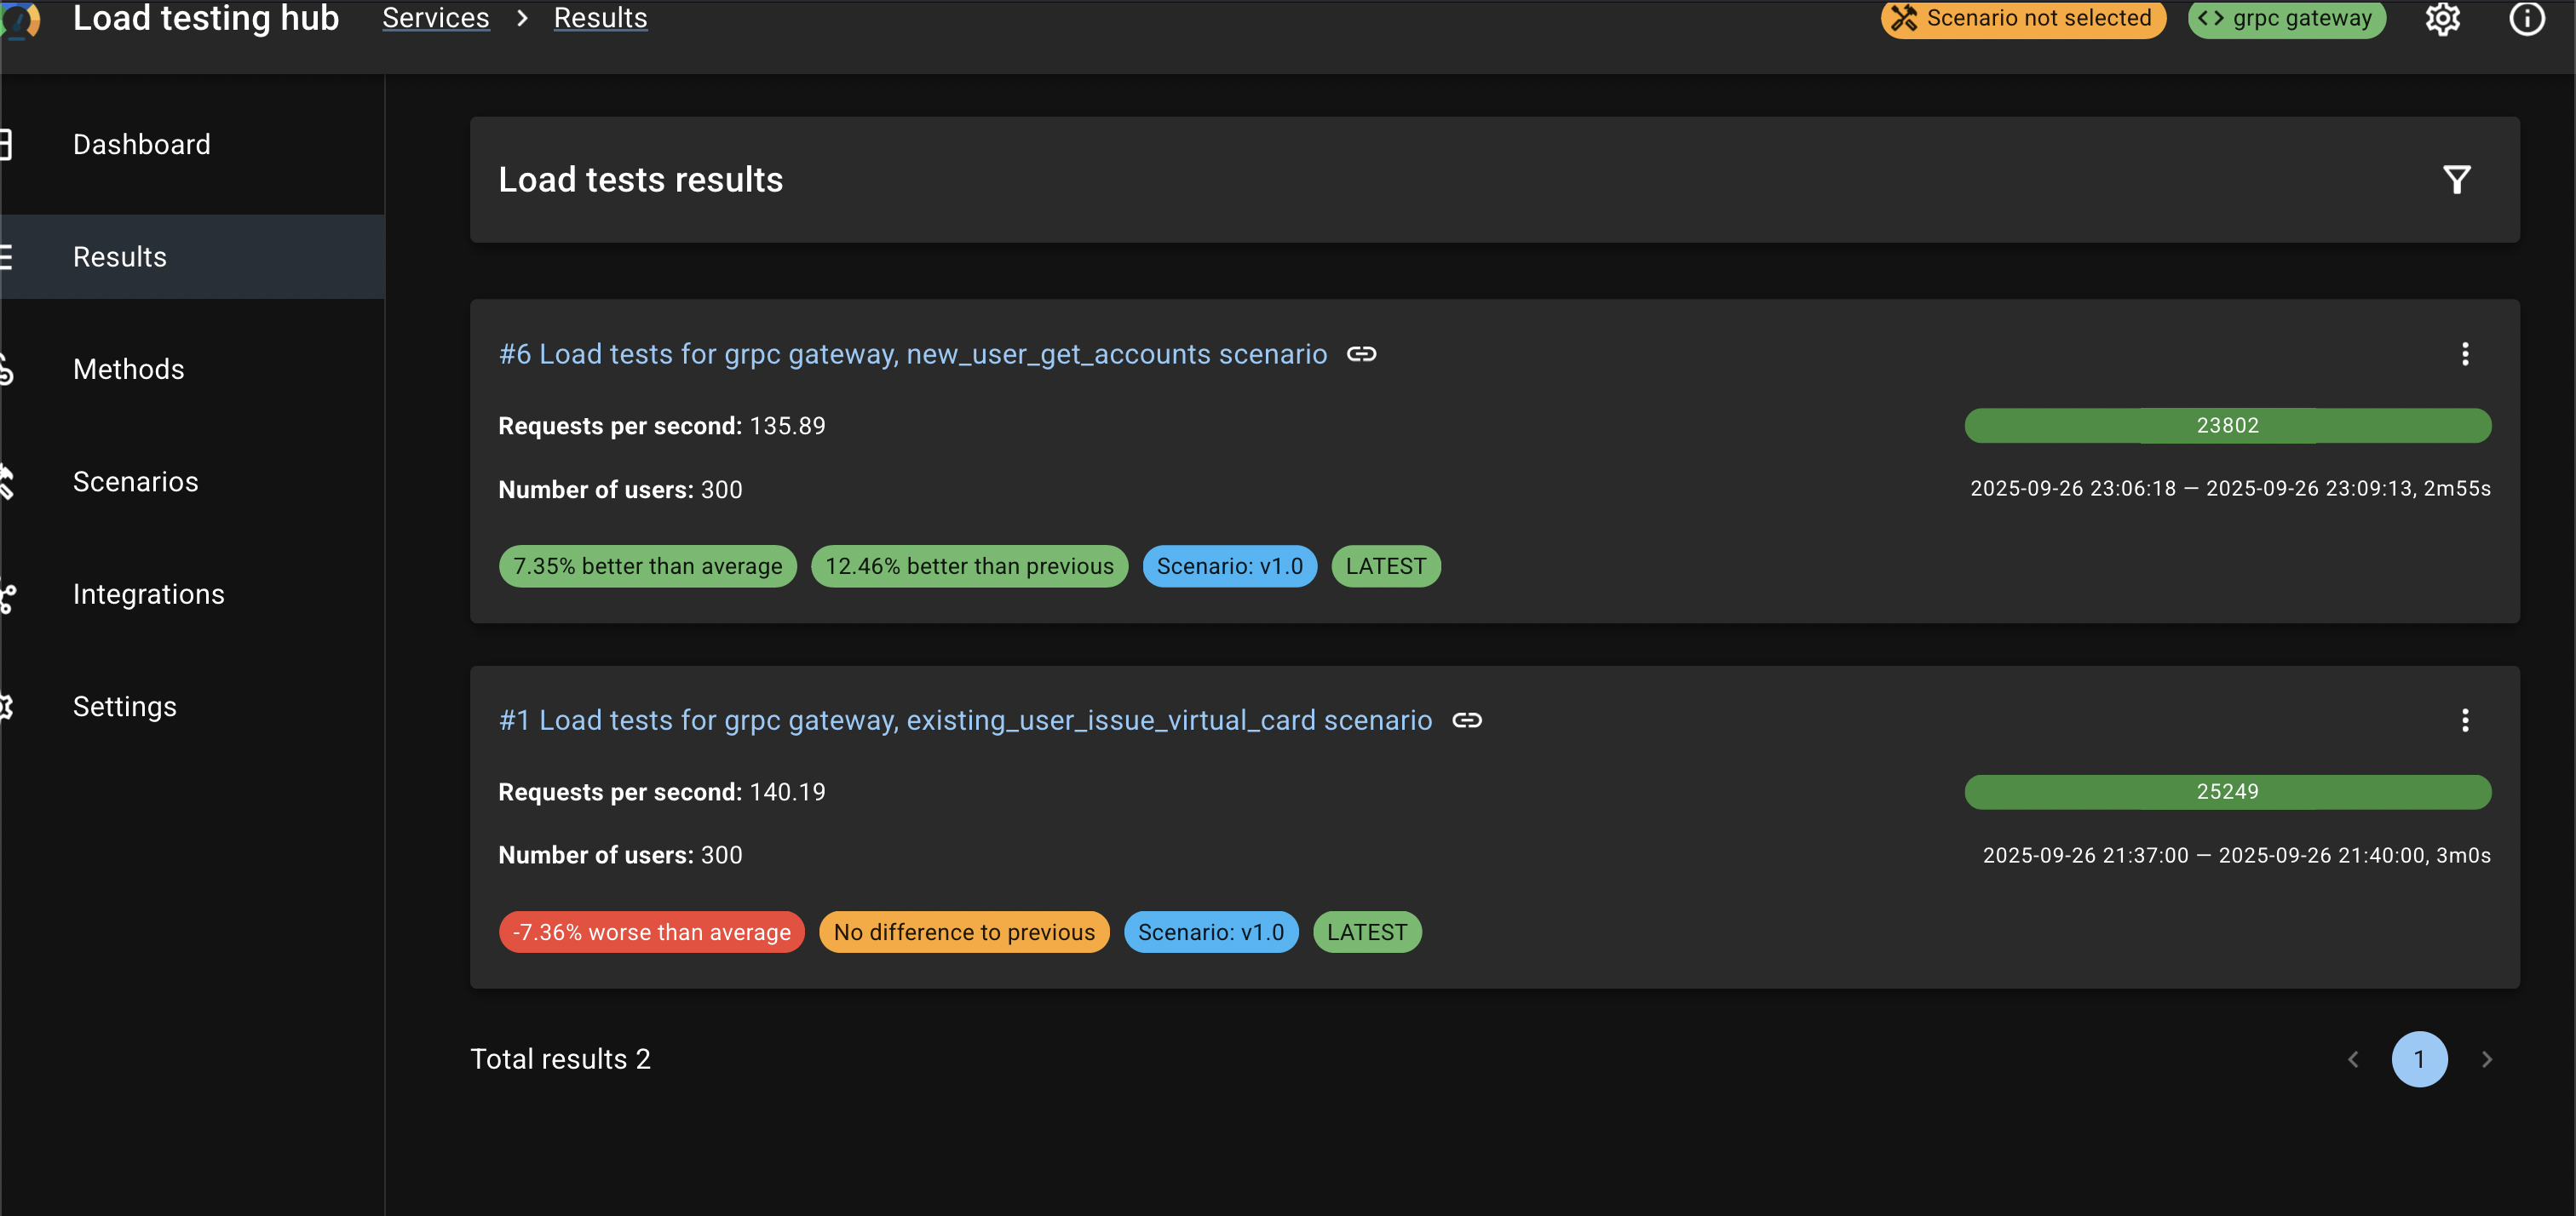 Load testing hub
Services > Results
Scenario not selected
<> grpc gateway
Dashboard
Results
Methods
Scenarios
Integrations
Settings
Load tests results
#6 Load tests for grpc gateway, new_user_get_accounts scenario
Requests per second: 135.89
23802
Number of users: 300
2025-09-26 23:06:18 — 2025-09-26 23:09:13, 2m55s
7.35% better than average
12.46% better than previous
Scenario: v1.0
LATEST
#1 Load tests for grpc gateway, existing_user_issue_virtual_card scenario
Requests per second: 140.19
25249
Number of users: 300
2025-09-26 21:37:00 — 2025-09-26 21:40:00, 3m0s
-7.36% worse than average
No difference to previous
Scenario: v1.0
LATEST
Total results 2
1